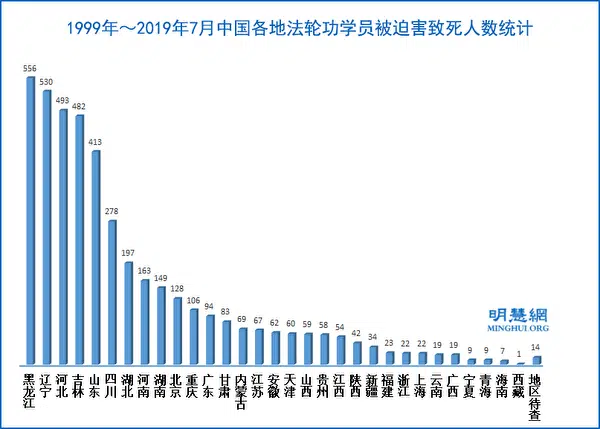 1999年～2019年7月中国各地法轮功学员被迫害致死人数统计
556
530
493
482
413
278
197
163
149
128
106
94
83
69
67
62
60
59
58
54
42
34
23
22
22
19
19
9
9
7
1
14
明慧網
MINGHUI.ORG
黑龙江
辽宁
河北
吉林
山东
四川
湖北
河南
湖南
北京
重庆
广东
甘肃
内蒙古
江苏
安徽
天津
山西
贵州
江西
陕西
新疆
福建
浙江
上海
云南
广西
宁夏
青海
海南
西藏
地区待查